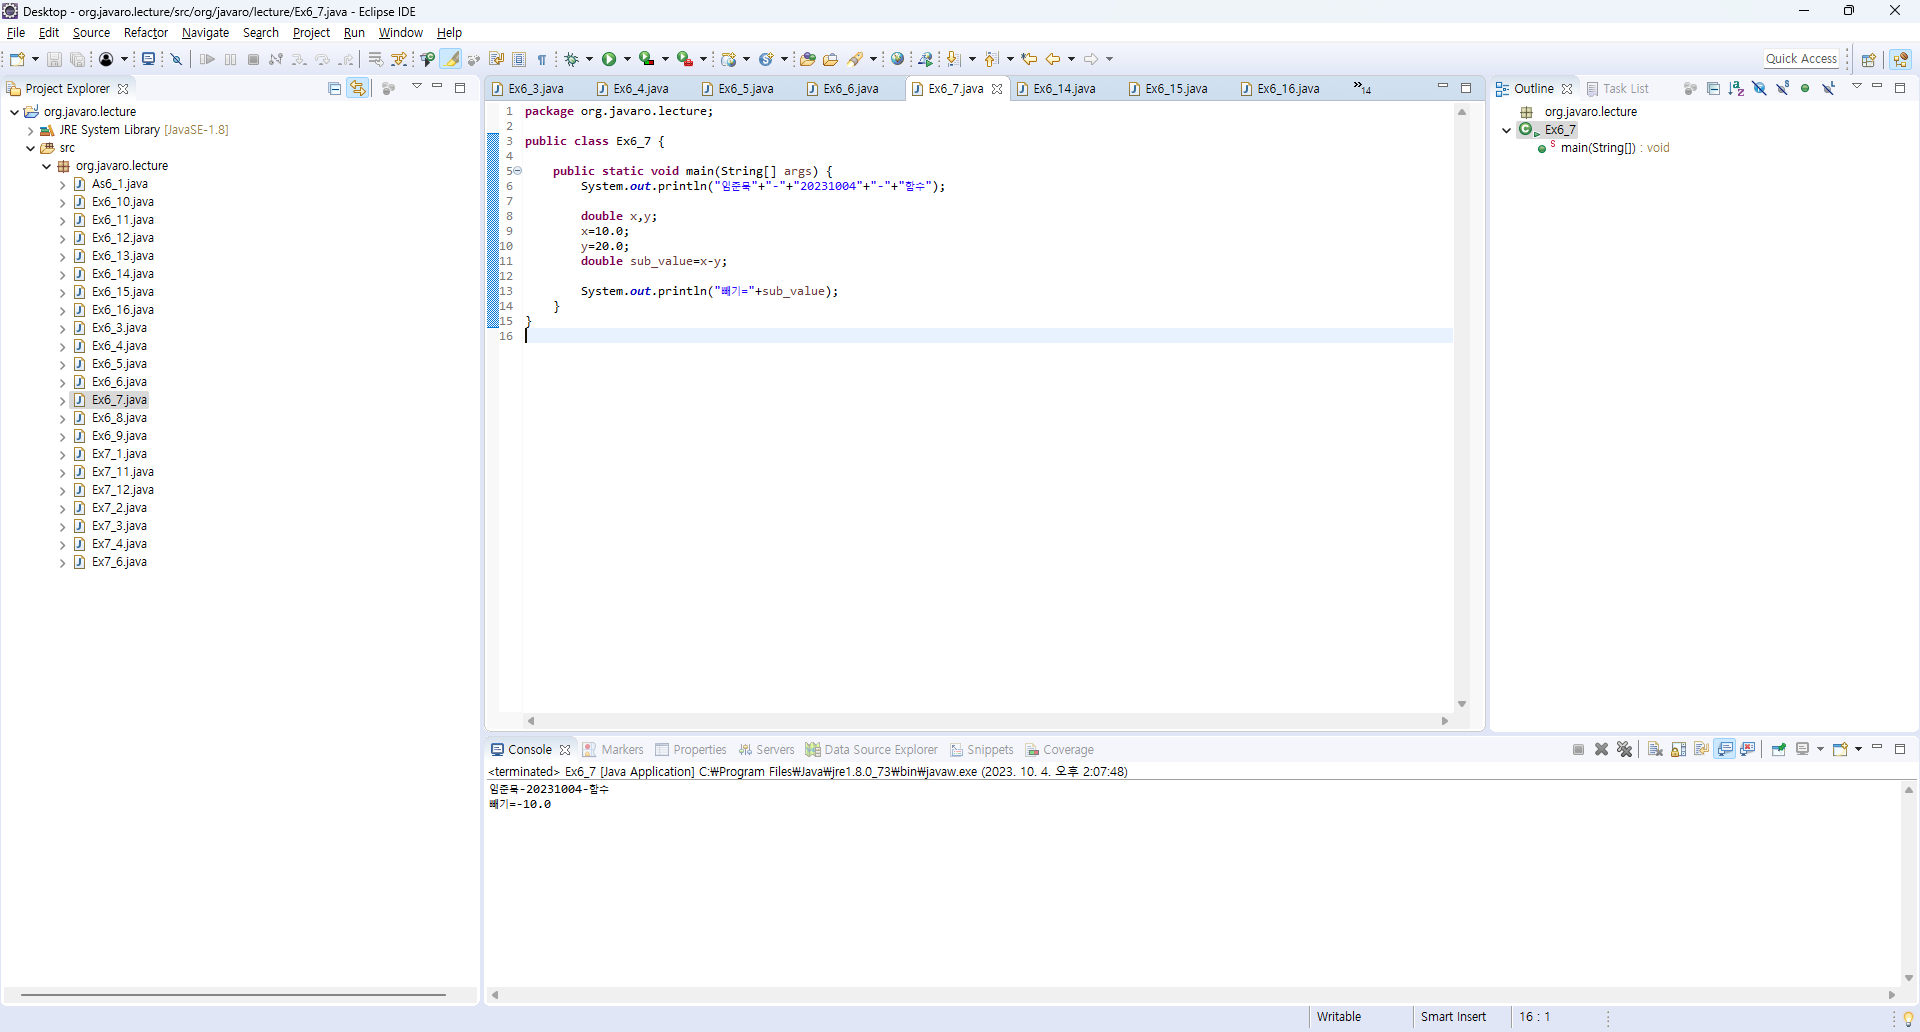 Desktop - org.javaro.lecture/src/org/javaro/lecture/Ex6_7.java - Eclipse IDE
File Edit Source Refactor Navigate Search Project Run Window Help
Quick Access
Project Explorer
org.javaro.lecture
JRE System Library [JavaSE-1.8]
src
org.javaro.lecture
As6_1.java
Ex6_10.java
Ex6_11.java
Ex6_12.java
Ex6_13.java
Ex6_14.java
Ex6_15.java
Ex6_16.java
Ex6_3.java
Ex6_4.java
Ex6_5.java
Ex6_6.java
Ex6_7.java
Ex6_8.java
Ex6_9.java
Ex7_1.java
Ex7_11.java
Ex7_12.java
Ex7_2.java
Ex7_3.java
Ex7_4.java
Ex7_6.java
Ex6_3.java Ex6_4.java Ex6_5.java Ex6_6.java Ex6_7.java Ex6_14.java Ex6_15.java Ex6_16.java »14
1 package org.javaro.lecture;
2
3 public class Ex6_7 {
4
5 public static void main(String[] args) {
6 System.out.println("임준묵"+"-"+"20231004"+"-"+"함수");
7
8 double x,y;
9 x=10.0;
10 y=20.0;
11 double sub_value=x-y;
12
13 System.out.println("빼기="+sub_value);
14 }
15 }
16
Outline Task List
org.javaro.lecture
Ex6_7
main(String[]) : void
Console Markers Properties Servers Data Source Explorer Snippets Coverage
<terminated> Ex6_7 [Java Application] C:₩Program Files₩Java₩jre1.8.0_73₩bin₩javaw.exe (2023. 10. 4. 오후 2:07:48)
임준묵-20231004-함수
빼기=-10.0
Writable Smart Insert 16 : 1